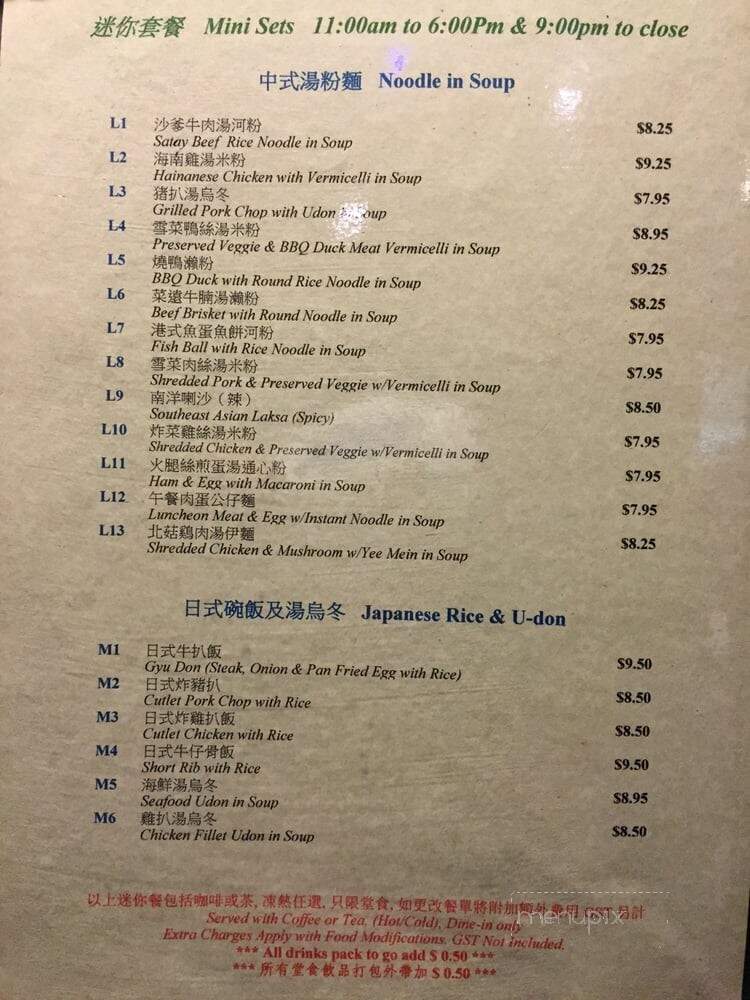 迷你套餐 Mini Sets 11:00am to 6:00Pm & 9:00pm to close
中式湯粉麵 Noodle in Soup
L1 沙爹牛肉湯河粉 $8.25
Satay Beef Rice Noodle in Soup
L2 海南雞湯米粉 $9.25
Hainanese Chicken with Vermicelli in Soup
L3 猪扒湯烏冬 $7.95
Grilled Pork Chop with Udon in Soup
L4 雪菜鴨絲湯米粉 $8.95
Preserved Veggie & BBQ Duck Meat Vermicelli in Soup
L5 燒鴨瀨粉 $9.25
BBQ Duck with Round Rice Noodle in Soup
L6 菜遠牛腩湯瀨粉 $8.25
Beef Brisket with Round Noodle in Soup
L7 港式魚蛋魚餅河粉 $7.95
Fish Ball with Rice Noodle in Soup
L8 雪菜肉絲湯米粉 $7.95
Shredded Pork & Preserved Veggie w/Vermicelli in Soup
L9 南洋喇沙（辣） $8.50
Southeast Asian Laksa (Spicy)
L10 炸菜雞絲湯米粉 $7.95
Shredded Chicken & Preserved Veggie w/Vermicelli in Soup
L11 火腿絲煎蛋湯通心粉 $7.95
Ham & Egg with Macaroni in Soup
L12 午餐肉蛋公仔麵 $7.95
Luncheon Meat & Egg w/Instant Noodle in Soup
L13 北菇鷄肉湯伊麵 $8.25
Shredded Chicken & Mushroom w/Yee Mein in Soup
日式碗飯及湯烏冬 Japanese Rice & U-don
M1 日式牛扒飯 $9.50
Gyu Don (Steak, Onion & Pan Fried Egg with Rice)
M2 日式炸豬扒 $8.50
Cutlet Pork Chop with Rice
M3 日式炸雞扒飯 $8.50
Cutlet Chicken with Rice
M4 日式牛仔骨飯 $9.50
Short Rib with Rice
M5 海鮮湯烏冬 $8.95
Seafood Udon in Soup
M6 雞扒湯烏冬 $8.50
Chicken Fillet Udon in Soup
以上迷你餐包括咖啡或茶, 凍熱任選, 只限堂食, 如更改餐單將附加額外費用 GST 另計
Served with Coffee or Tea. (Hot/Cold), Dine-in only
Extra Charges Apply with Food Modifications. GST Not Included.
*** All drinks pack to go add $ 0.50 ***
*** 所有堂食飲品打包外帶加 $ 0.50 ***
menupix